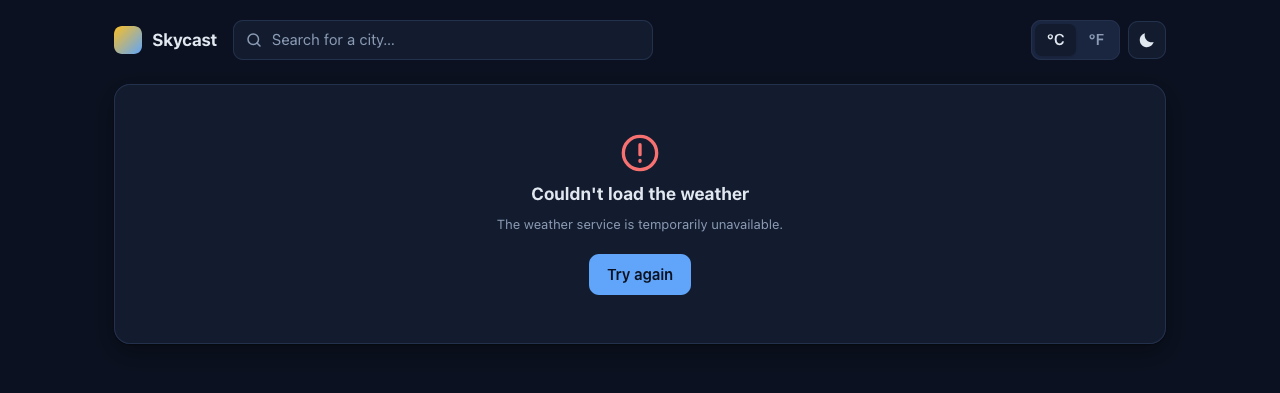 Skycast
Search for a city...
°C
°F
Couldn't load the weather
The weather service is temporarily unavailable.
Try again